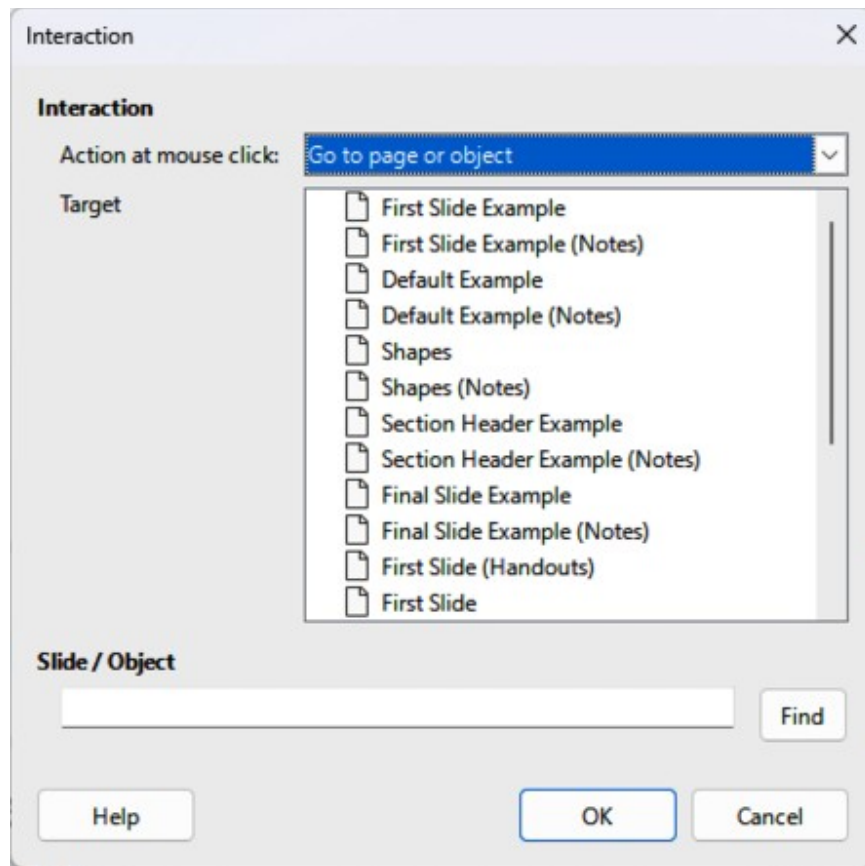 Interaction
Interaction
Action at mouse click: Go to page or object
Target
First Slide Example
First Slide Example (Notes)
Default Example
Default Example (Notes)
Shapes
Shapes (Notes)
Section Header Example
Section Header Example (Notes)
Final Slide Example
Final Slide Example (Notes)
First Slide (Handouts)
First Slide
Slide / Object
Find
Help OK Cancel